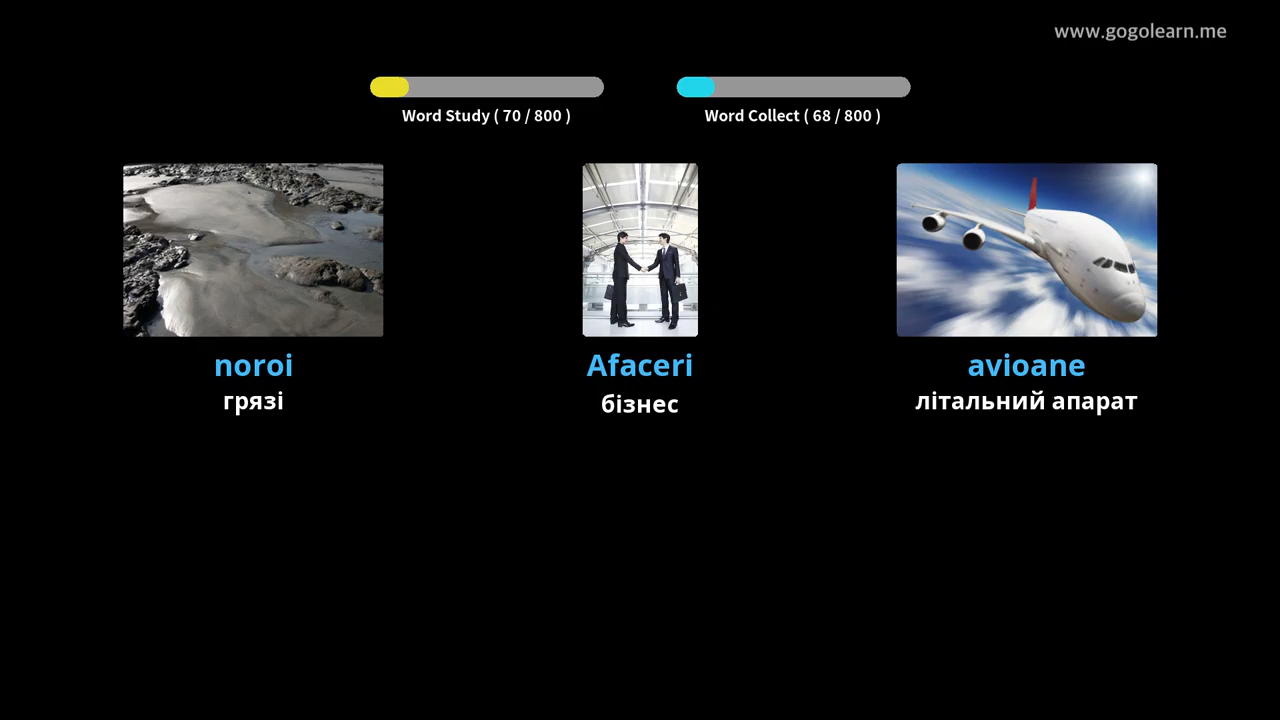 www.gogolearn.me
Word Study ( 70 / 800 )
Word Collect ( 68 / 800 )
noroi
грязі
Afaceri
бізнес
avioane
літальний апарат